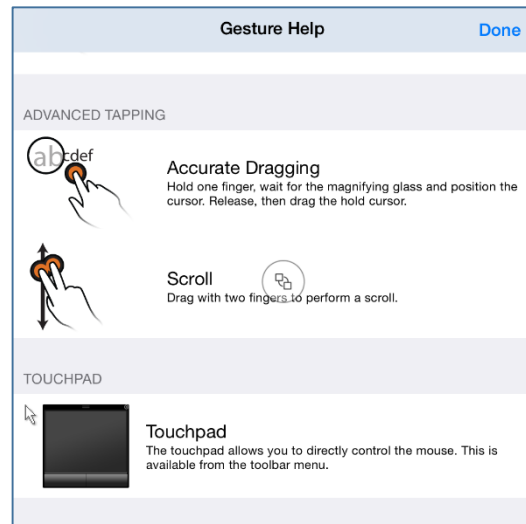 Gesture Help
Done
ADVANCED TAPPING
abcdef
Accurate Dragging
Hold one finger, wait for the magnifying glass and position the
cursor. Release, then drag the hold cursor.
Scroll
Drag with two fingers to perform a scroll.
TOUCHPAD
Touchpad
The touchpad allows you to directly control the mouse. This is
available from the toolbar menu.